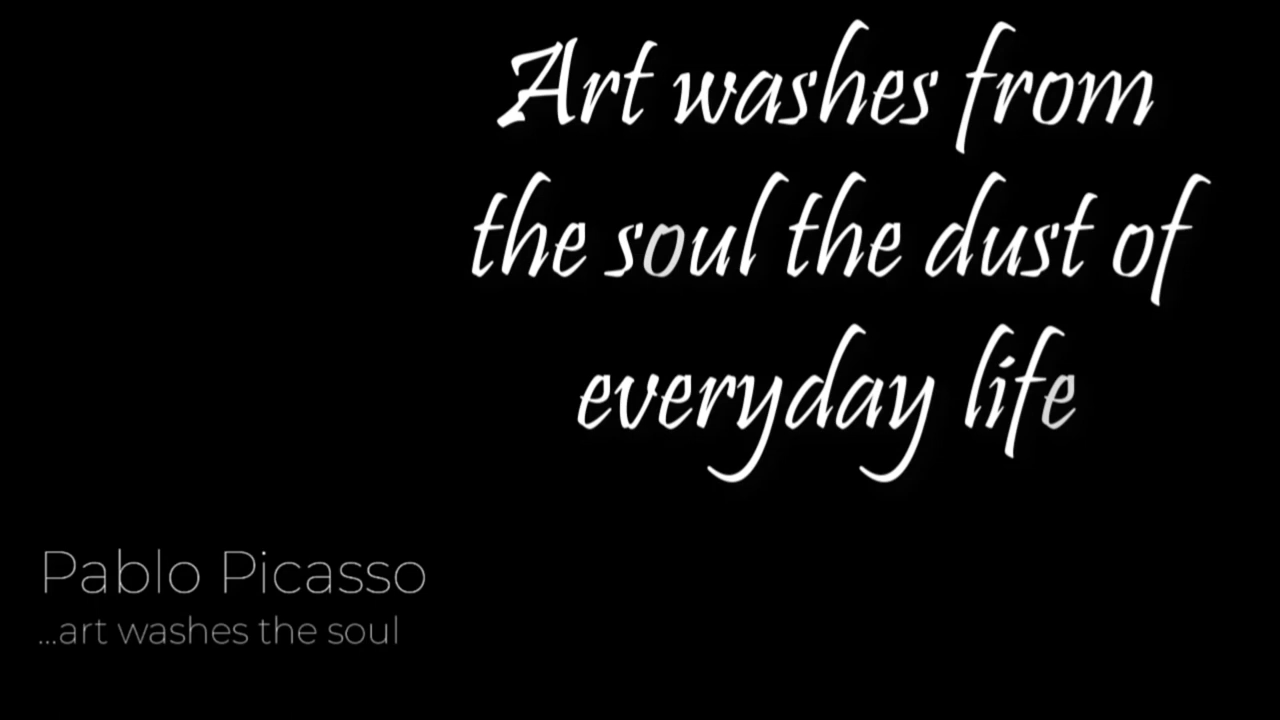 Art washes from
the soul the dust of
everyday life
Pablo Picasso
...art washes the soul